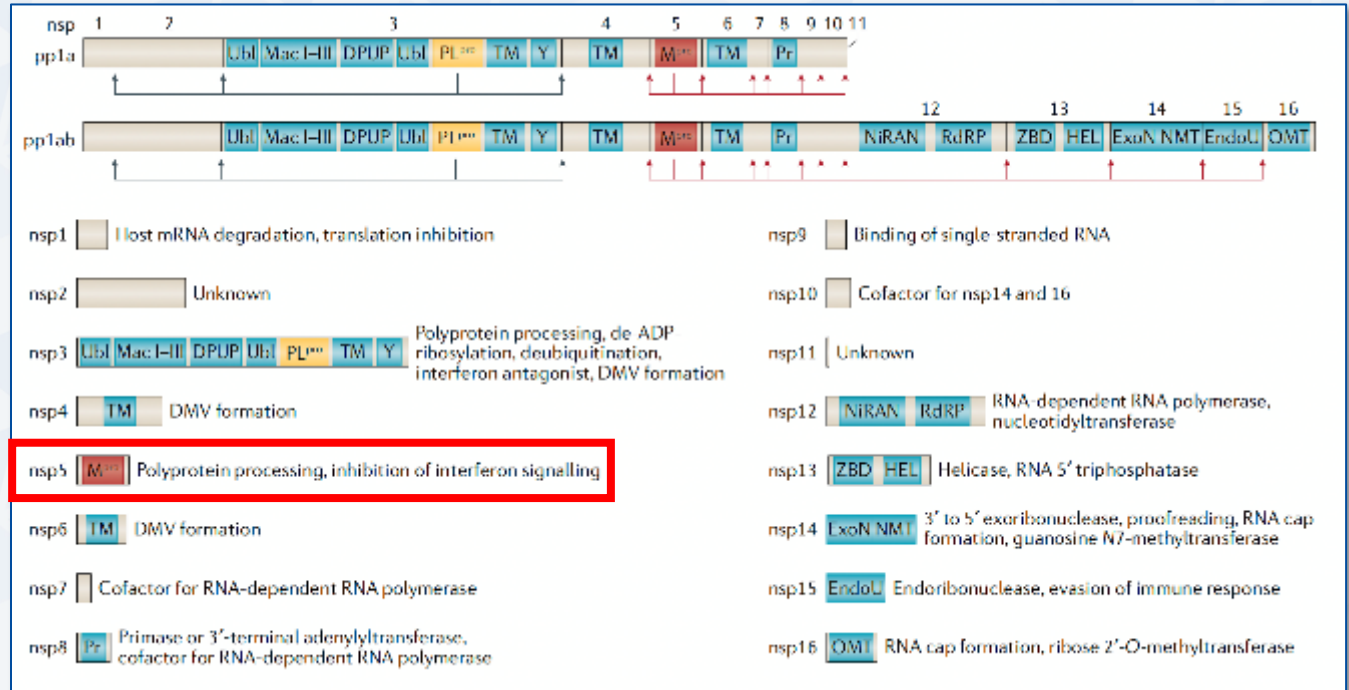 nsp 1 2 3 4 5 6 7 8 9 10 11
pp1a Ubl Mac I–III DPUP Ubl PLpro TM Y TM Mpro TM Pr
12 13 14 15 16
pp1ab Ubl Mac I–III DPUP Ubl PLpro TM Y TM Mpro TM Pr NiRAN RdRP ZBD HEL ExoN NMT EndoU OMT
nsp1 Host mRNA degradation, translation inhibition
nsp2 Unknown
nsp3 Ubl Mac I–III DPUP Ubl PLpro TM Y Polyprotein processing, de ADP
ribosylation, deubiquitination,
interferon antagonist, DMV formation
nsp4 TM DMV formation
nsp5 Mpro Polyprotein processing, inhibition of interferon signalling
nsp6 TM DMV formation
nsp7 Cofactor for RNA-dependent RNA polymerase
nsp8 Pr Primase or 3′-terminal adenylyltransferase,
cofactor for RNA-dependent RNA polymerase
nsp9 Binding of single stranded RNA
nsp10 Cofactor for nsp14 and 16
nsp11 Unknown
nsp12 NiRAN RdRP RNA-dependent RNA polymerase,
nucleotidyltransferase
nsp13 ZBD HEL Helicase, RNA 5′ triphosphatase
nsp14 ExoN NMT 3′ to 5′ exoribonuclease, proofreading, RNA cap
formation, guanosine N7-methyltransferase
nsp15 EndoU Endoribonuclease, evasion of immune response
nsp16 OMT RNA cap formation, ribose 2′-O-methyltransferase